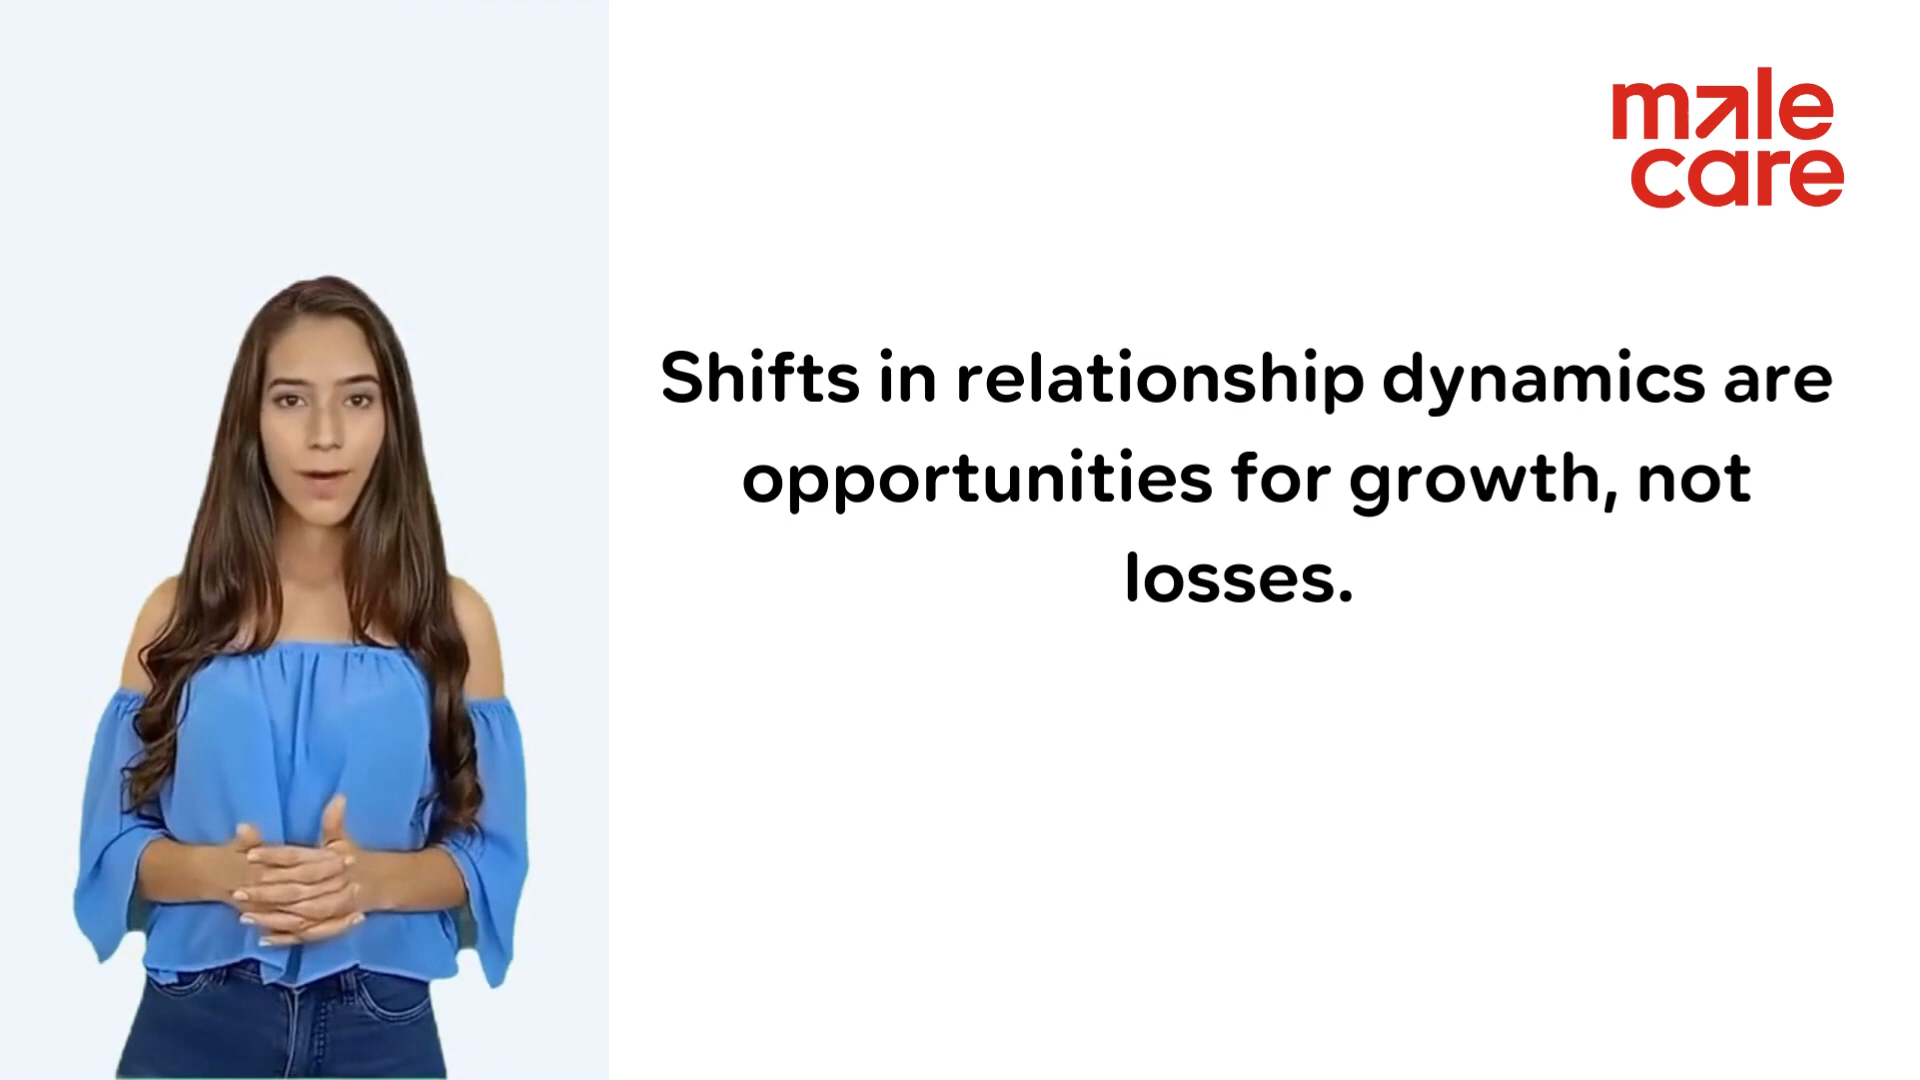 male
care
Shifts in relationship dynamics are
opportunities for growth, not
losses.